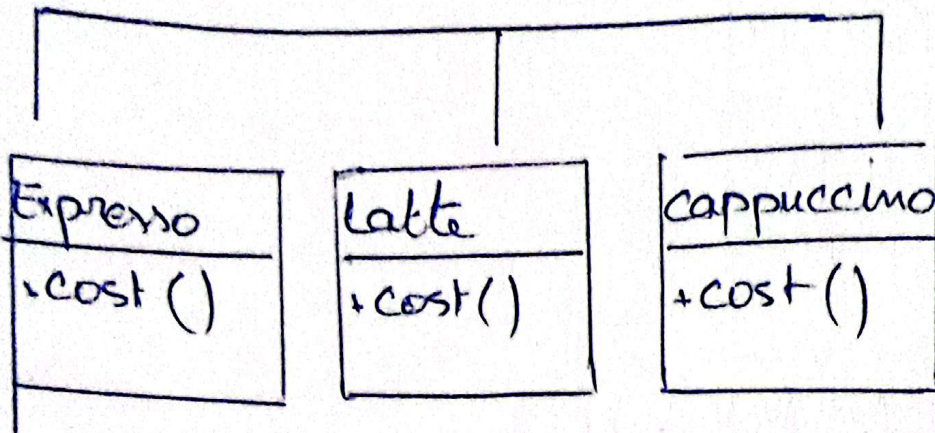 Expresso
+cost()
Latte
+cost()
cappuccino
+cost()